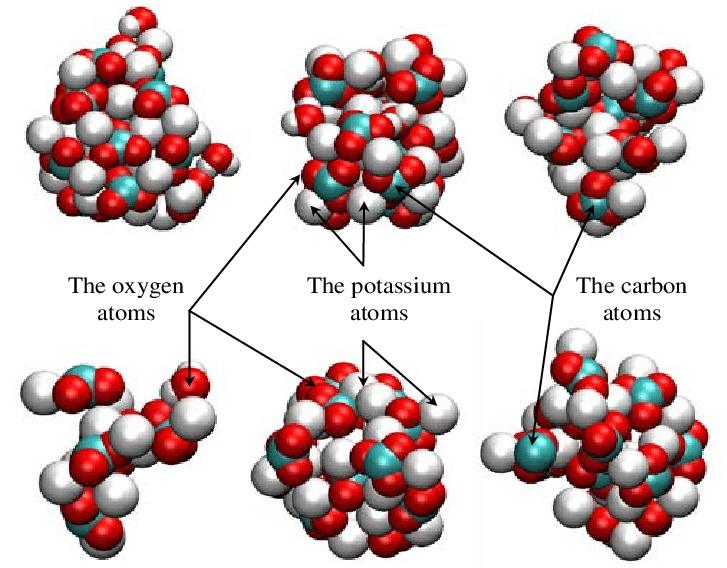 The oxygen
atoms
The potassium
atoms
The carbon
atoms